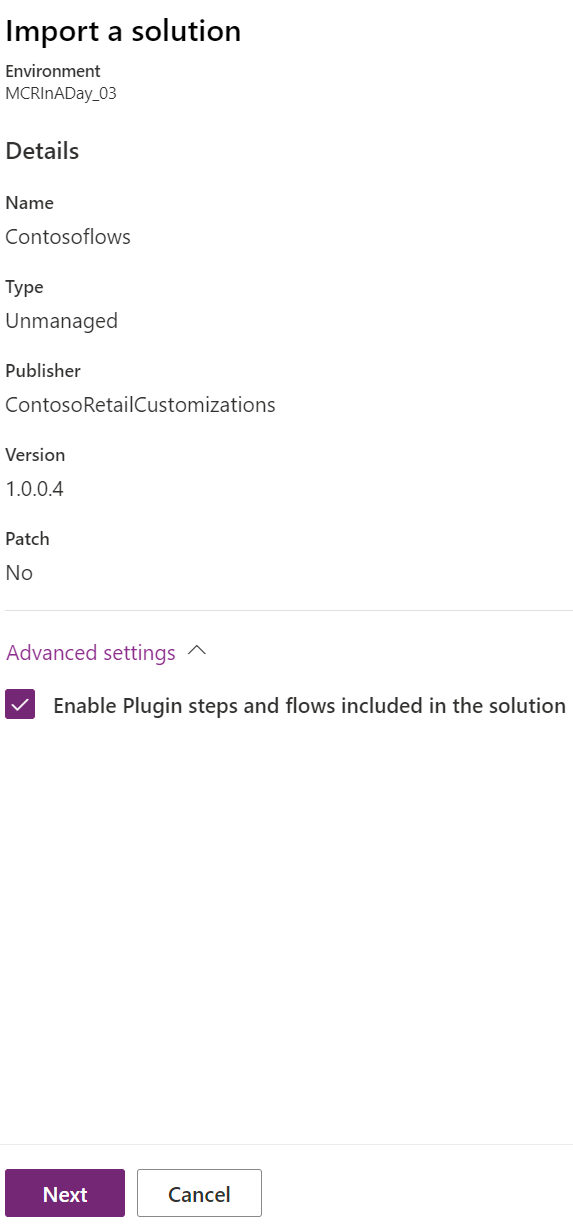 Import a solution
Environment
MCRInADay_03
Details
Name
Contosoflows
Type
Unmanaged
Publisher
ContosoRetailCustomizations
Version
1.0.0.4
Patch
No
Advanced settings
Enable Plugin steps and flows included in the solution
Next Cancel